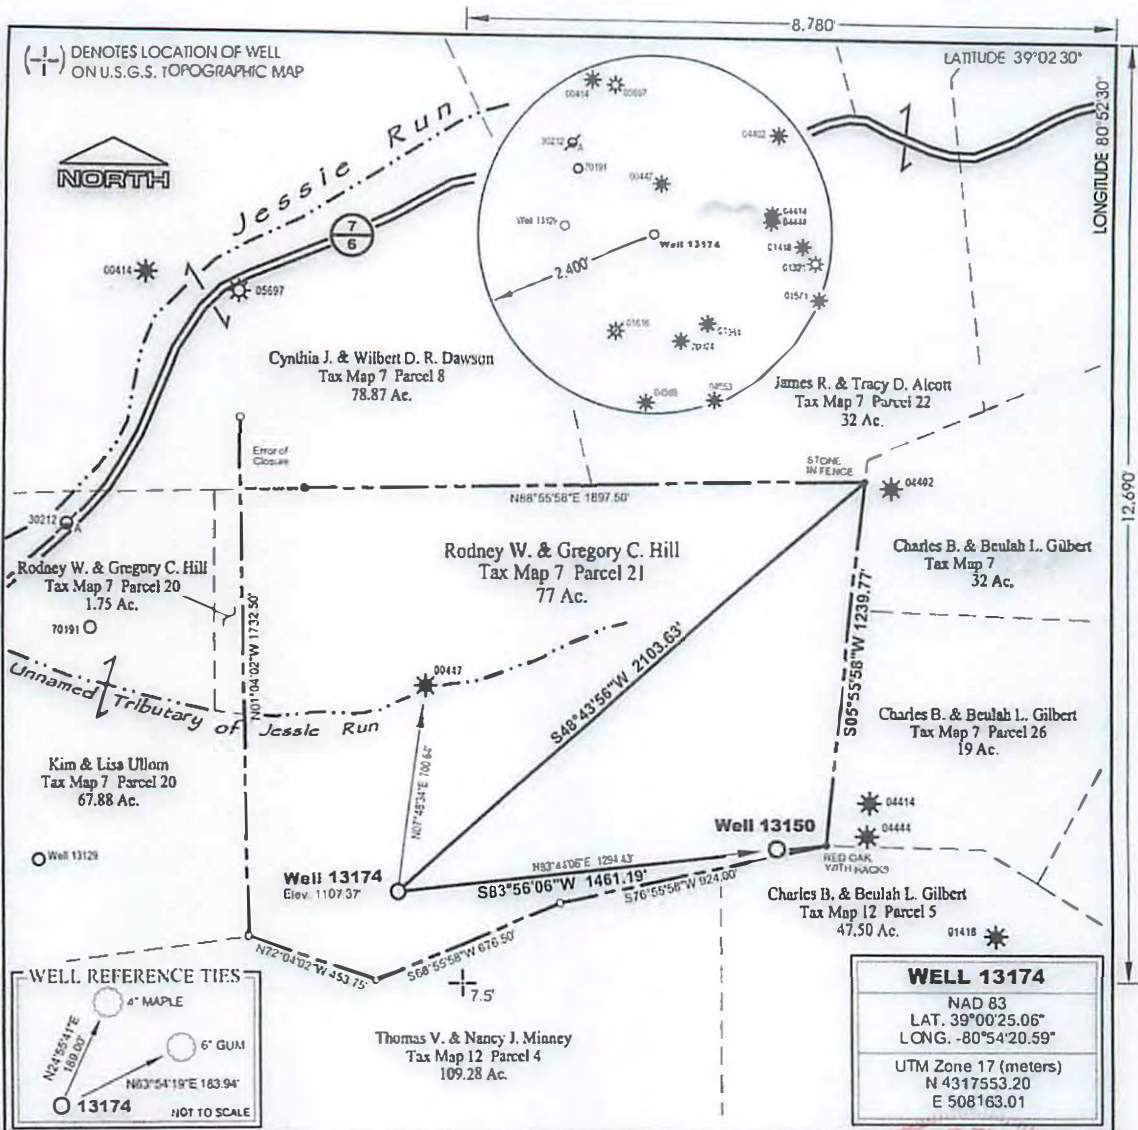 8.780'
DENOTES LOCATION OF WELL
ON U.S.G.S. TOPOGRAPHIC MAP
LATITUDE 39°02'30"
LONGITUDE 80°52'30"
12.690'
NORTH
Jessie Run
7
6
00414
05697
00414
05697
04402
30212
A
70191
00447
Well 13129
Well 13174
04414
04444
01418
2.400'
Cynthia J. & Wilbert D. R. Dawson
Tax Map 7 Parcel 8
78.87 Ac.
James R. & Tracy D. Alcott
Tax Map 7 Parcel 22
32 Ac.
Error of
Closure
STONE
IN FENCE
N88°55'58"E 1897.50'
04402
30212
A
Rodney W. & Gregory C. Hill
Tax Map 7 Parcel 21
77 Ac.
Charles B. & Beulah L. Gilbert
Tax Map 7
32 Ac.
Rodney W. & Gregory C. Hill
Tax Map 7 Parcel 20
1.75 Ac.
70191
N01°04'02"W 1732.50'
S48°43'56"W 2103.63'
S05°55'58"W 1239.77'
00447
Unnamed Tributary of Jessie Run
Charles B. & Beulah L. Gilbert
Tax Map 7 Parcel 26
19 Ac.
Kim & Lisa Ullom
Tax Map 7 Parcel 20
67.88 Ac.
N07°48'34"E 700.64'
04414
04444
Well 13150
Well 13129
RED OAK
WITH HACKS
Well 13174
Elev. 1107.37'
N83°44'06"E 1294.43'
S83°56'06"W 1461.19'
S76°55'58"W 924.00'
Charles B. & Beulah L. Gilbert
Tax Map 12 Parcel 5
47.50 Ac.
01418
N72°04'02"W 453.75'
S68°55'58"W 676.50'
7.5'
Thomas V. & Nancy J. Minney
Tax Map 12 Parcel 4
109.28 Ac.
WELL REFERENCE TIES
4" MAPLE
N24°55'41"E
189.00'
6" GUM
N63°54'19"E 183.94'
13174
NOT TO SCALE
WELL 13174
NAD 83
LAT. 39°00'25.06"
LONG. -80°54'20.59"
UTM Zone 17 (meters)
N 4317553.20
E 508163.01